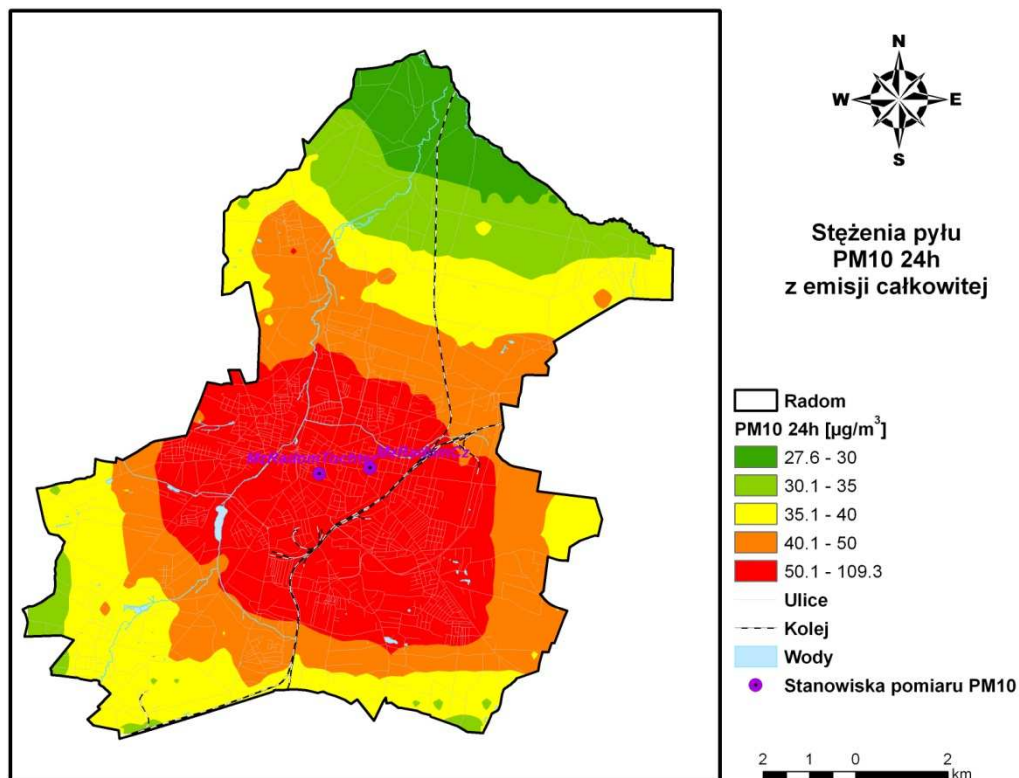 N
W E
S
Stężenia pyłu
PM10 24h
z emisji całkowitej
Radom
PM10 24h [µg/m³]
27.6 - 30
30.1 - 35
35.1 - 40
40.1 - 50
50.1 - 109.3
Ulice
Kolej
Wody
Stanowiska pomiaru PM10
2 1 0 2
km